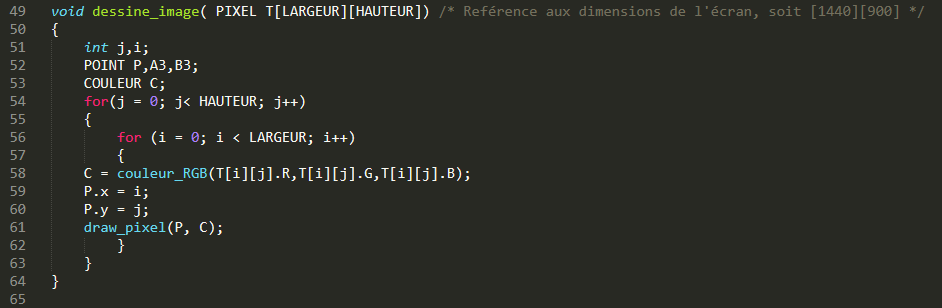 49 void dessine_image( PIXEL T[LARGEUR][HAUTEUR]) /* Reférence aux dimensions de l'écran, soit [1440][900] */
50 {
51 int j,i;
52 POINT P,A3,B3;
53 COULEUR C;
54 for(j = 0; j< HAUTEUR; j++)
55 {
56 for (i = 0; i < LARGEUR; i++)
57 {
58 C = couleur_RGB(T[i][j].R,T[i][j].G,T[i][j].B);
59 P.x = i;
60 P.y = j;
61 draw_pixel(P, C);
62 }
63 }
64 }
65